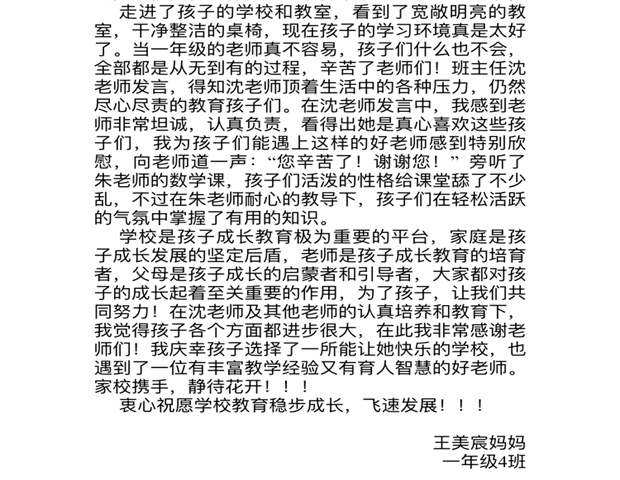 走进了孩子的学校和教室，看到了宽敞明亮的教
室，干净整洁的桌椅，现在孩子的学习环境真是太好
了。当一年级的老师真不容易，孩子们什么也不会，
全部都是从无到有的过程，辛苦了老师们！班主任沈
老师发言，得知沈老师顶着生活中的各种压力，仍然
尽心尽责的教育孩子们。在沈老师发言中，我感到老
师非常坦诚，认真负责，看得出她是真心喜欢这些孩
子们，我为孩子们能遇上这样的好老师感到特别欣
慰，向老师道一声：“您辛苦了！谢谢您！” 旁听了
朱老师的数学课，孩子们活泼的性格给课堂舔了不少
乱，不过在朱老师耐心的教导下，孩子们在轻松活跃
的气氛中掌握了有用的知识。
学校是孩子成长教育极为重要的平台，家庭是孩
子成长发展的坚定后盾，老师是孩子成长教育的培育
者，父母是孩子成长的启蒙者和引导者，大家都对孩
子的成长起着至关重要的作用，为了孩子，让我们共
同努力！在沈老师及其他老师的认真培养和教育下，
我觉得孩子各个方面都进步很大，在此我非常感谢老
师们！我庆幸孩子选择了一所能让她快乐的学校，也
遇到了一位有丰富教学经验又有育人智慧的好老师。
家校携手，静待花开！！！
衷心祝愿学校教育稳步成长，飞速发展！！！
王美宸妈妈
一年级4班